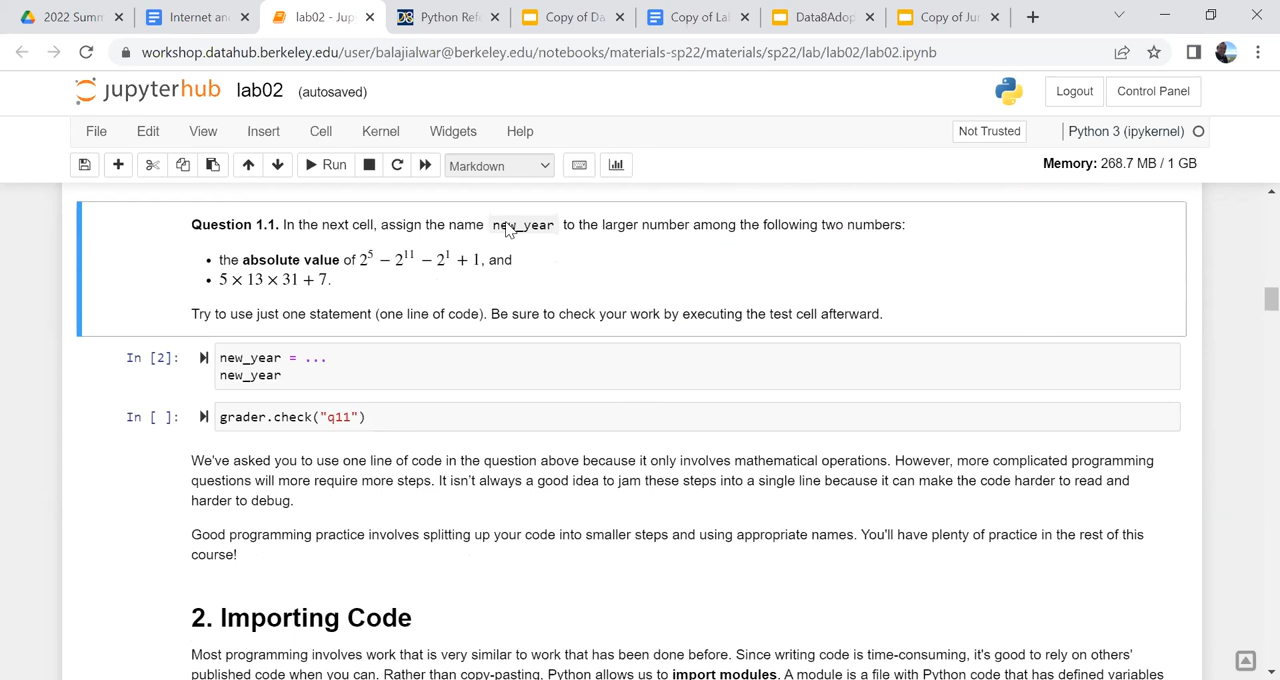 2022 Summ
Internet and
lab02 - Jup
Python Ref
Copy of Da
Copy of La
Data8Adop
Copy of Ju
workshop.datahub.berkeley.edu/user/balajialwar@berkeley.edu/notebooks/materials-sp22/materials/sp22/lab/lab02/lab02.ipynb
jupyterhub lab02 (autosaved)
Logout Control Panel
File Edit View Insert Cell Kernel Widgets Help
Not Trusted Python 3 (ipykernel)
Run Markdown Memory: 268.7 MB / 1 GB
Question 1.1. In the next cell, assign the name new_year to the larger number among the following two numbers:
• the absolute value of 2⁵ − 2¹¹ − 2¹ + 1, and
• 5 × 13 × 31 + 7.
Try to use just one statement (one line of code). Be sure to check your work by executing the test cell afterward.
In [2]: new_year = ...
new_year
In [ ]: grader.check("q11")
We've asked you to use one line of code in the question above because it only involves mathematical operations. However, more complicated programming
questions will more require more steps. It isn't always a good idea to jam these steps into a single line because it can make the code harder to read and
harder to debug.
Good programming practice involves splitting up your code into smaller steps and using appropriate names. You'll have plenty of practice in the rest of this
course!
2. Importing Code
Most programming involves work that is very similar to work that has been done before. Since writing code is time-consuming, it's good to rely on others'
published code when you can. Rather than copy-pasting, Python allows us to import modules. A module is a file with Python code that has defined variables